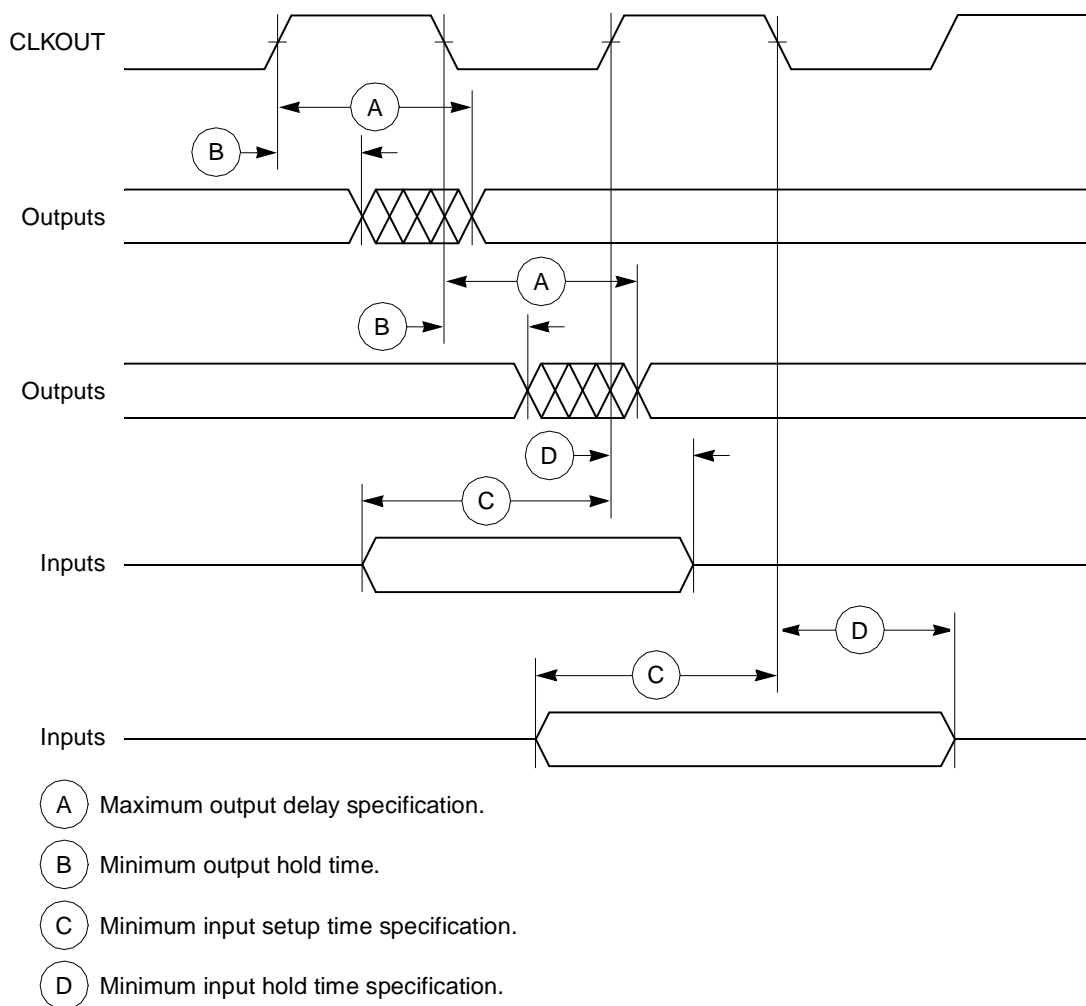 CLKOUT
A
B
Outputs
A
B
Outputs
D
C
Inputs
D
C
Inputs
A Maximum output delay specification.
B Minimum output hold time.
C Minimum input setup time specification.
D Minimum input hold time specification.